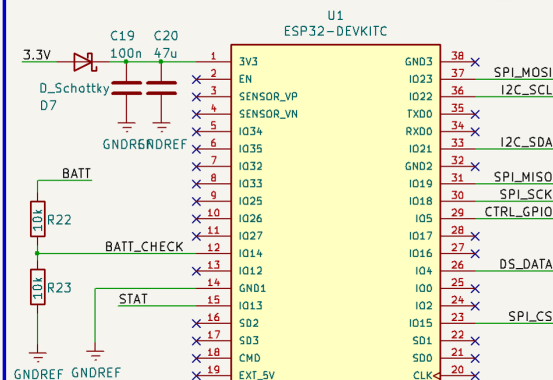 U1
ESP32-DEVKITC
C19 C20
100n 47u
3.3V
D_Schottky
D7
GNDREF GNDREF
1 3V3 GND3 38
2 EN IO23 37 SPI_MOSI
3 SENSOR_VP IO22 36 I2C_SCL
4 SENSOR_VN TXD0 35
5 IO34 RXD0 34
6 IO35 IO21 33 I2C_SDA
7 IO32 GND2 32
BATT
8 IO33 IO19 31 SPI_MISO
9 IO25 IO18 30 SPI_SCK
10k R22
10 IO26 IO5 29 CTRL_GPIO
11 IO27 IO17 28
BATT_CHECK 12 IO14 IO16 27
13 IO12 IO4 26 DS_DATA
10k R23
14 GND1 IO0 25
STAT 15 IO13 IO2 24
16 SD2 IO15 23 SPI_CS
17 SD3 SD1 22
18 CMD SD0 21
19 EXT_5V CLK 20
GNDREF GNDREF